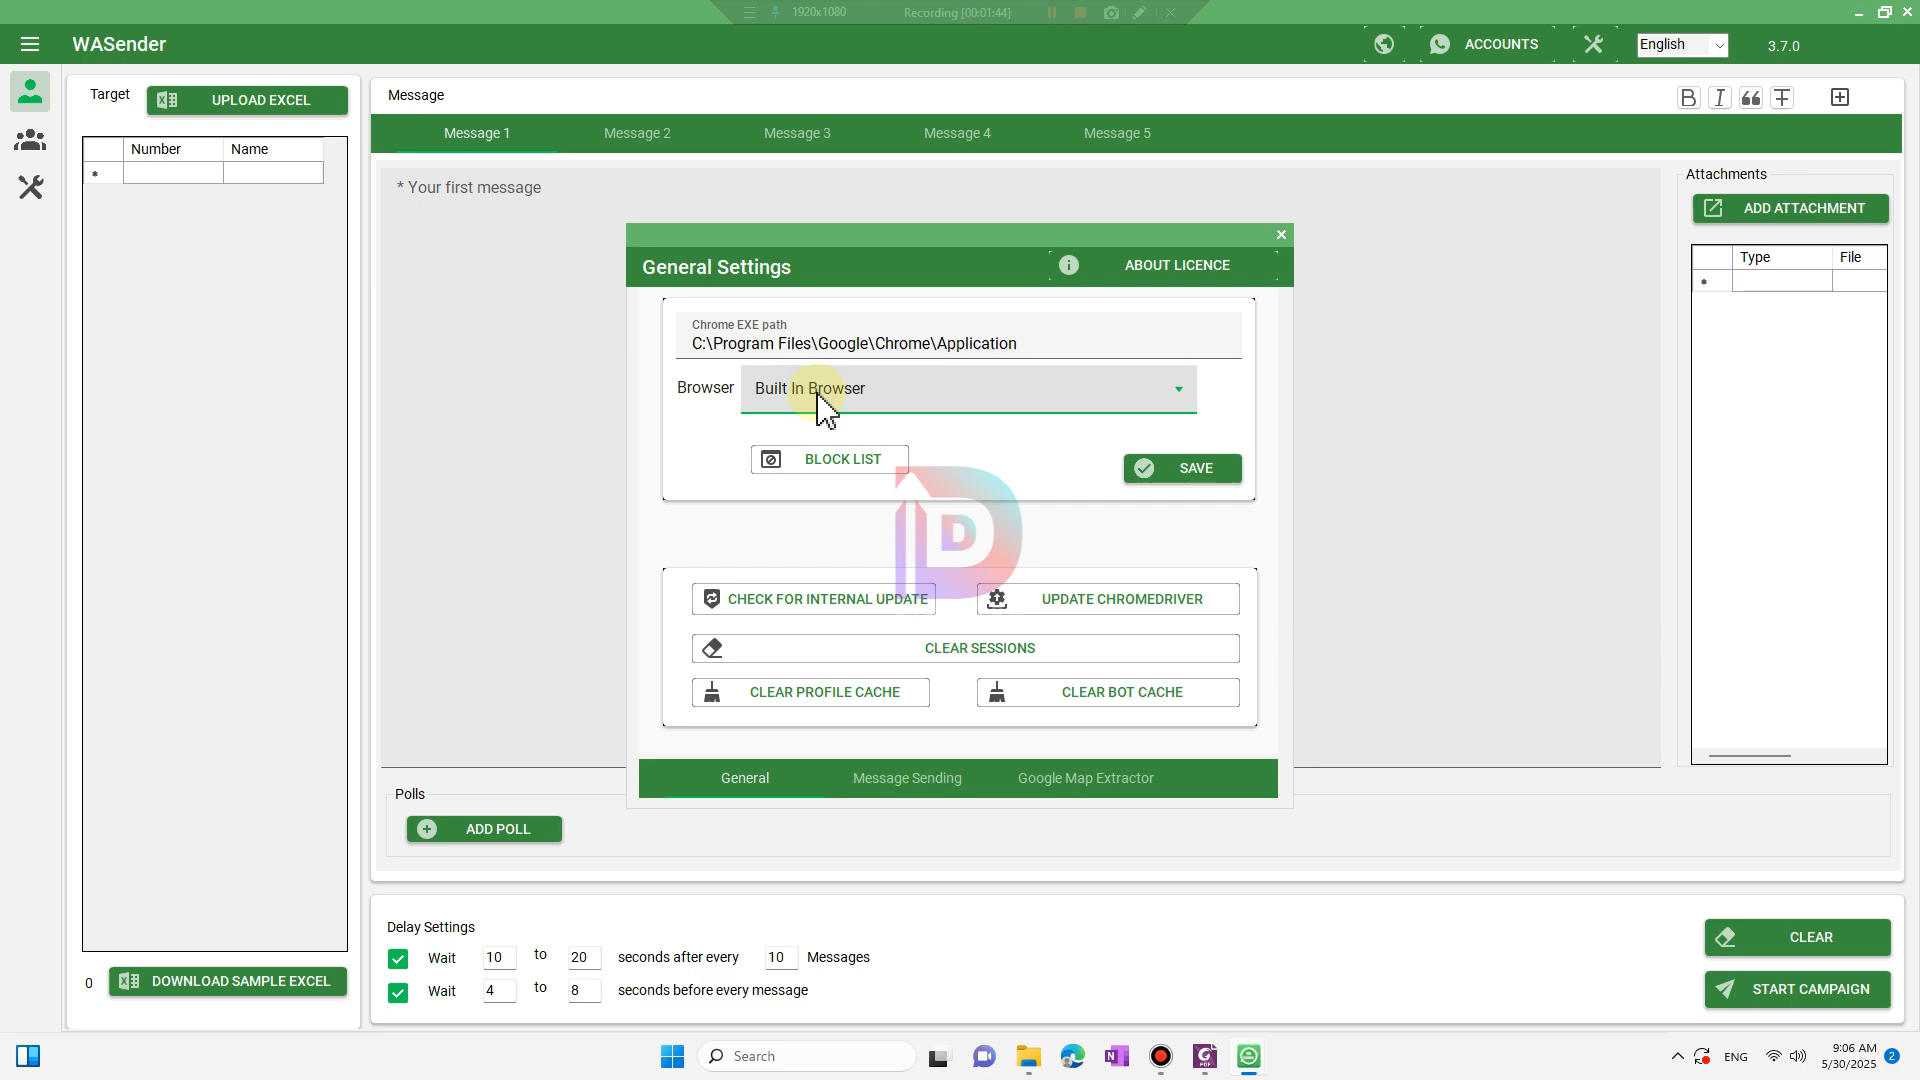 1920x1080 Recording [00:01:44]
WASender ACCOUNTS English 3.7.0
Target UPLOAD EXCEL
Number Name
*
0 DOWNLOAD SAMPLE EXCEL
Message B I T
Message 1 Message 2 Message 3 Message 4 Message 5
* Your first message
Attachments
ADD ATTACHMENT
Type File
*
General Settings ABOUT LICENCE
Chrome EXE path
C:\Program Files\Google\Chrome\Application
Browser Built In Browser
BLOCK LIST SAVE
D
CHECK FOR INTERNAL UPDATE UPDATE CHROMEDRIVER
CLEAR SESSIONS
CLEAR PROFILE CACHE CLEAR BOT CACHE
General Message Sending Google Map Extractor
Polls
ADD POLL
Delay Settings
Wait 10 to 20 seconds after every 10 Messages
Wait 4 to 8 seconds before every message
CLEAR
START CAMPAIGN
Search
ENG
9:06 AM
5/30/2025
2